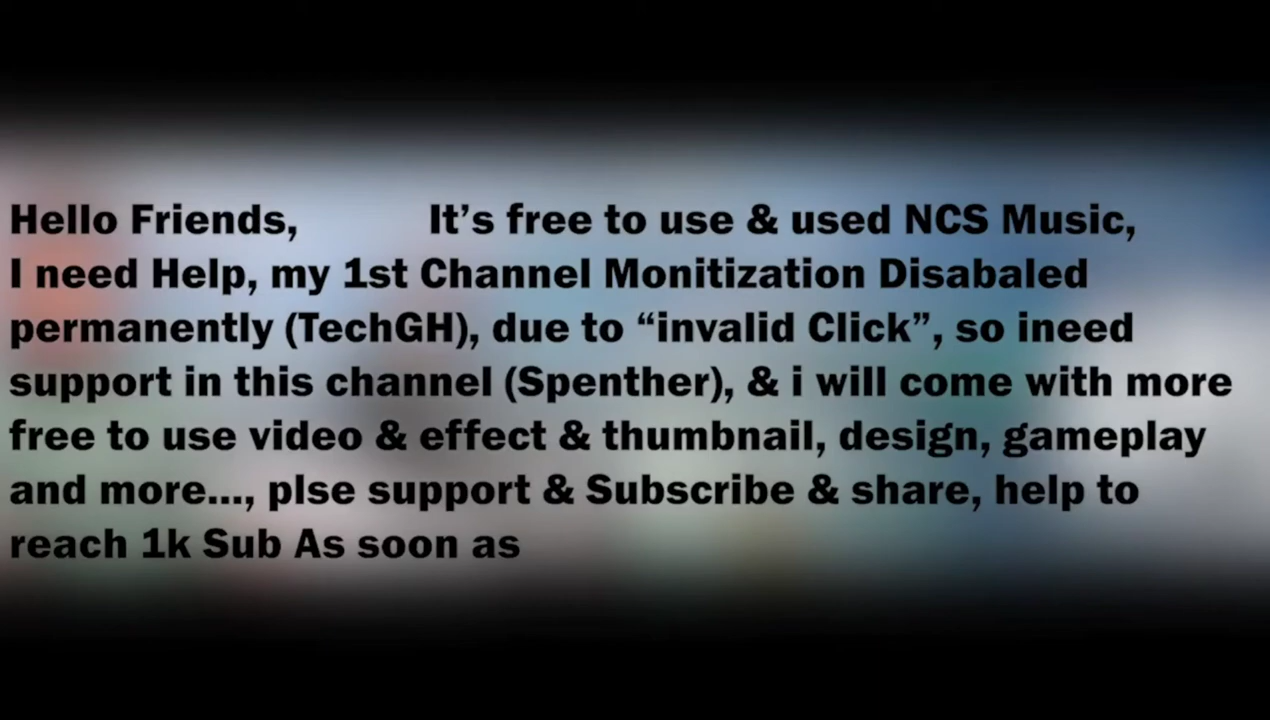 Hello Friends, It’s free to use & used NCS Music,
I need Help, my 1st Channel Monitization Disabaled
permanently (TechGH), due to “invalid Click”, so ineed
support in this channel (Spenther), & i will come with more
free to use video & effect & thumbnail, design, gameplay
and more..., plse support & Subscribe & share, help to
reach 1k Sub As soon as